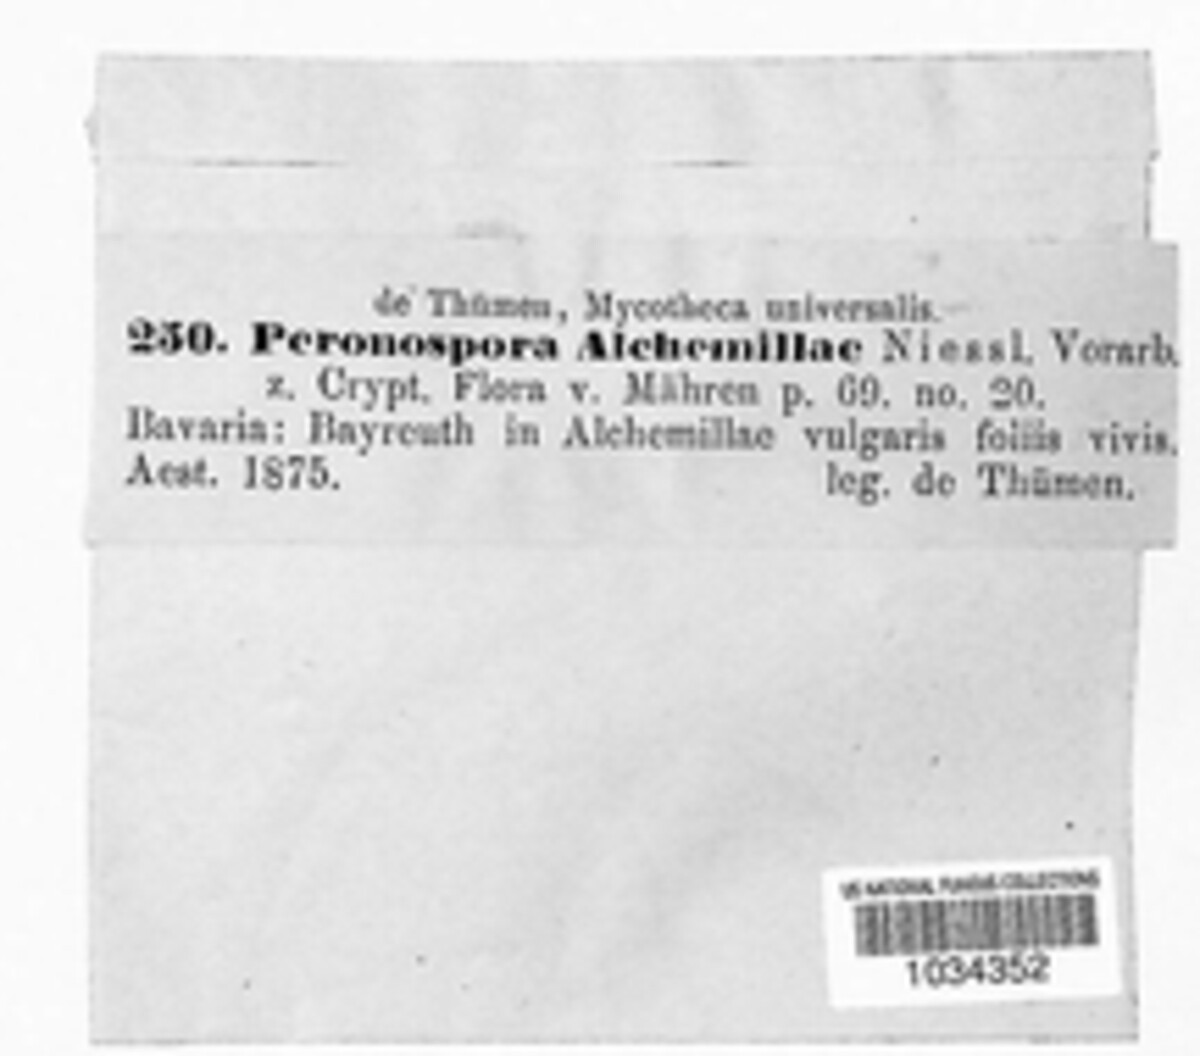 de Thümen, Mycotheca universalis.
250. Peronospora Alchemillae Niessl. Vorarb.
z. Crypt. Flora v. Mähren p. 69. no. 20.
Bavaria: Bayreuth in Alchemillae vulgaris foliis vivis.
Aest. 1875. leg. de Thümen.
US NATIONAL FUNGUS COLLECTIONS
1034352